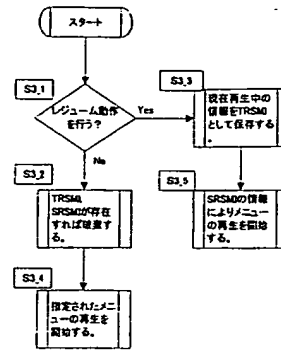 スタート
S3_1
レジューム動作
を行う?
Yes
No
S3_3
現在再生中の
情報をTRSMI
として保存する
。
S3_2
TRSMI,
SRSMIが存在
すれば破棄す
る。
S3_5
SRSMIの情報
によりメニュー
の再生を開始
する。
S3_4
指定されたメニ
ューの再生を
開始する。